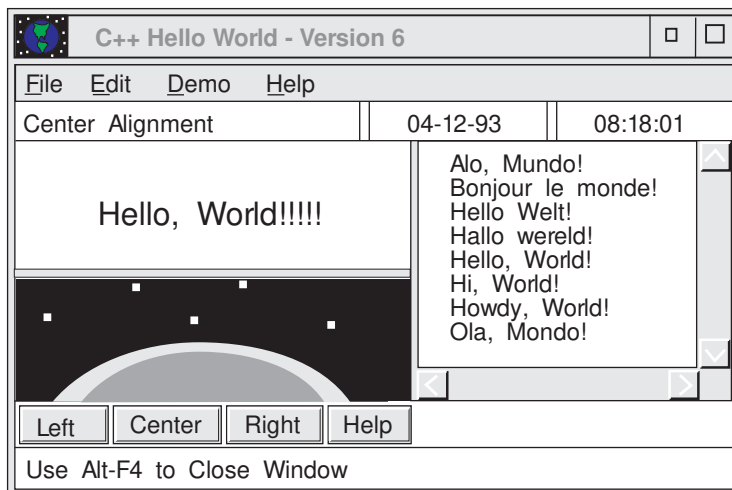 C++ Hello World - Version 6
File Edit Demo Help
Center Alignment 04-12-93 08:18:01
Hello, World!!!!!
Alo, Mundo!
Bonjour le monde!
Hello Welt!
Hallo wereld!
Hello, World!
Hi, World!
Howdy, World!
Ola, Mondo!
Left Center Right Help
Use Alt-F4 to Close Window